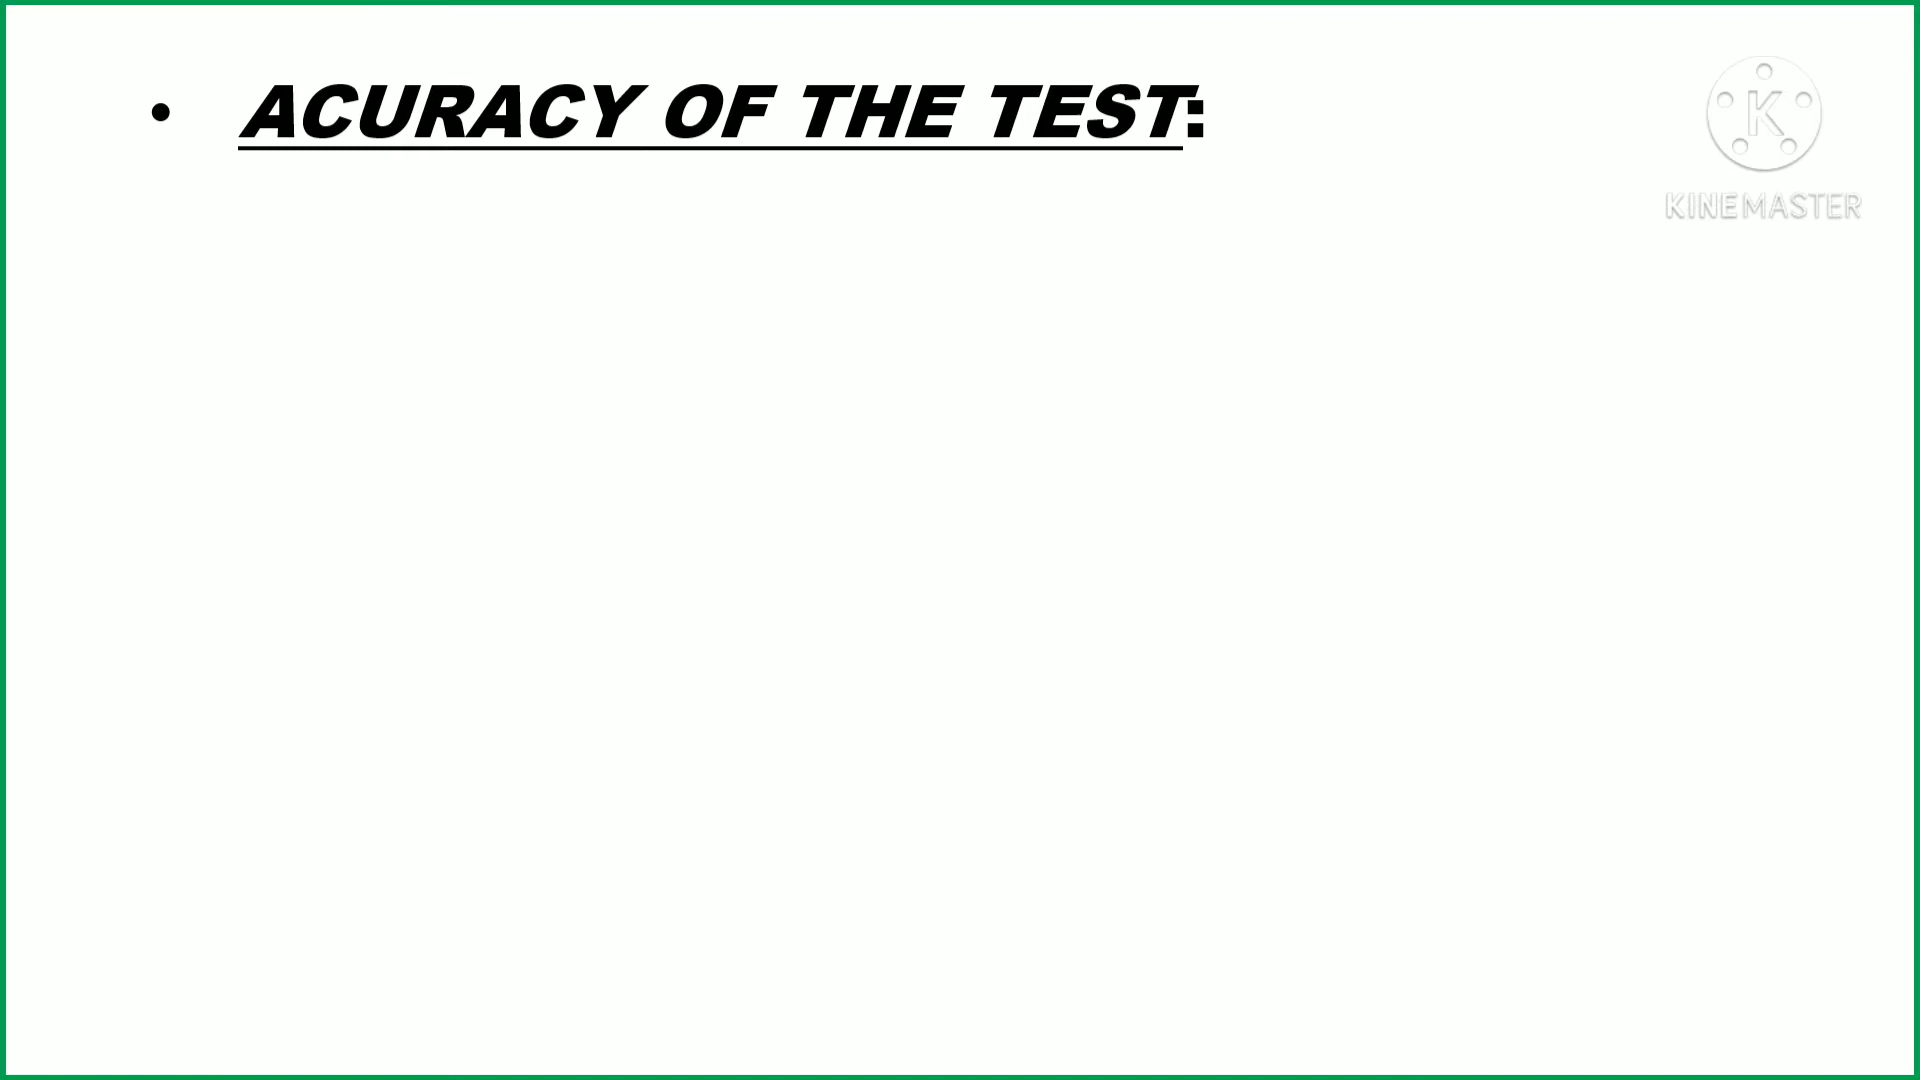 • ACURACY OF THE TEST:
K
KINEMASTER